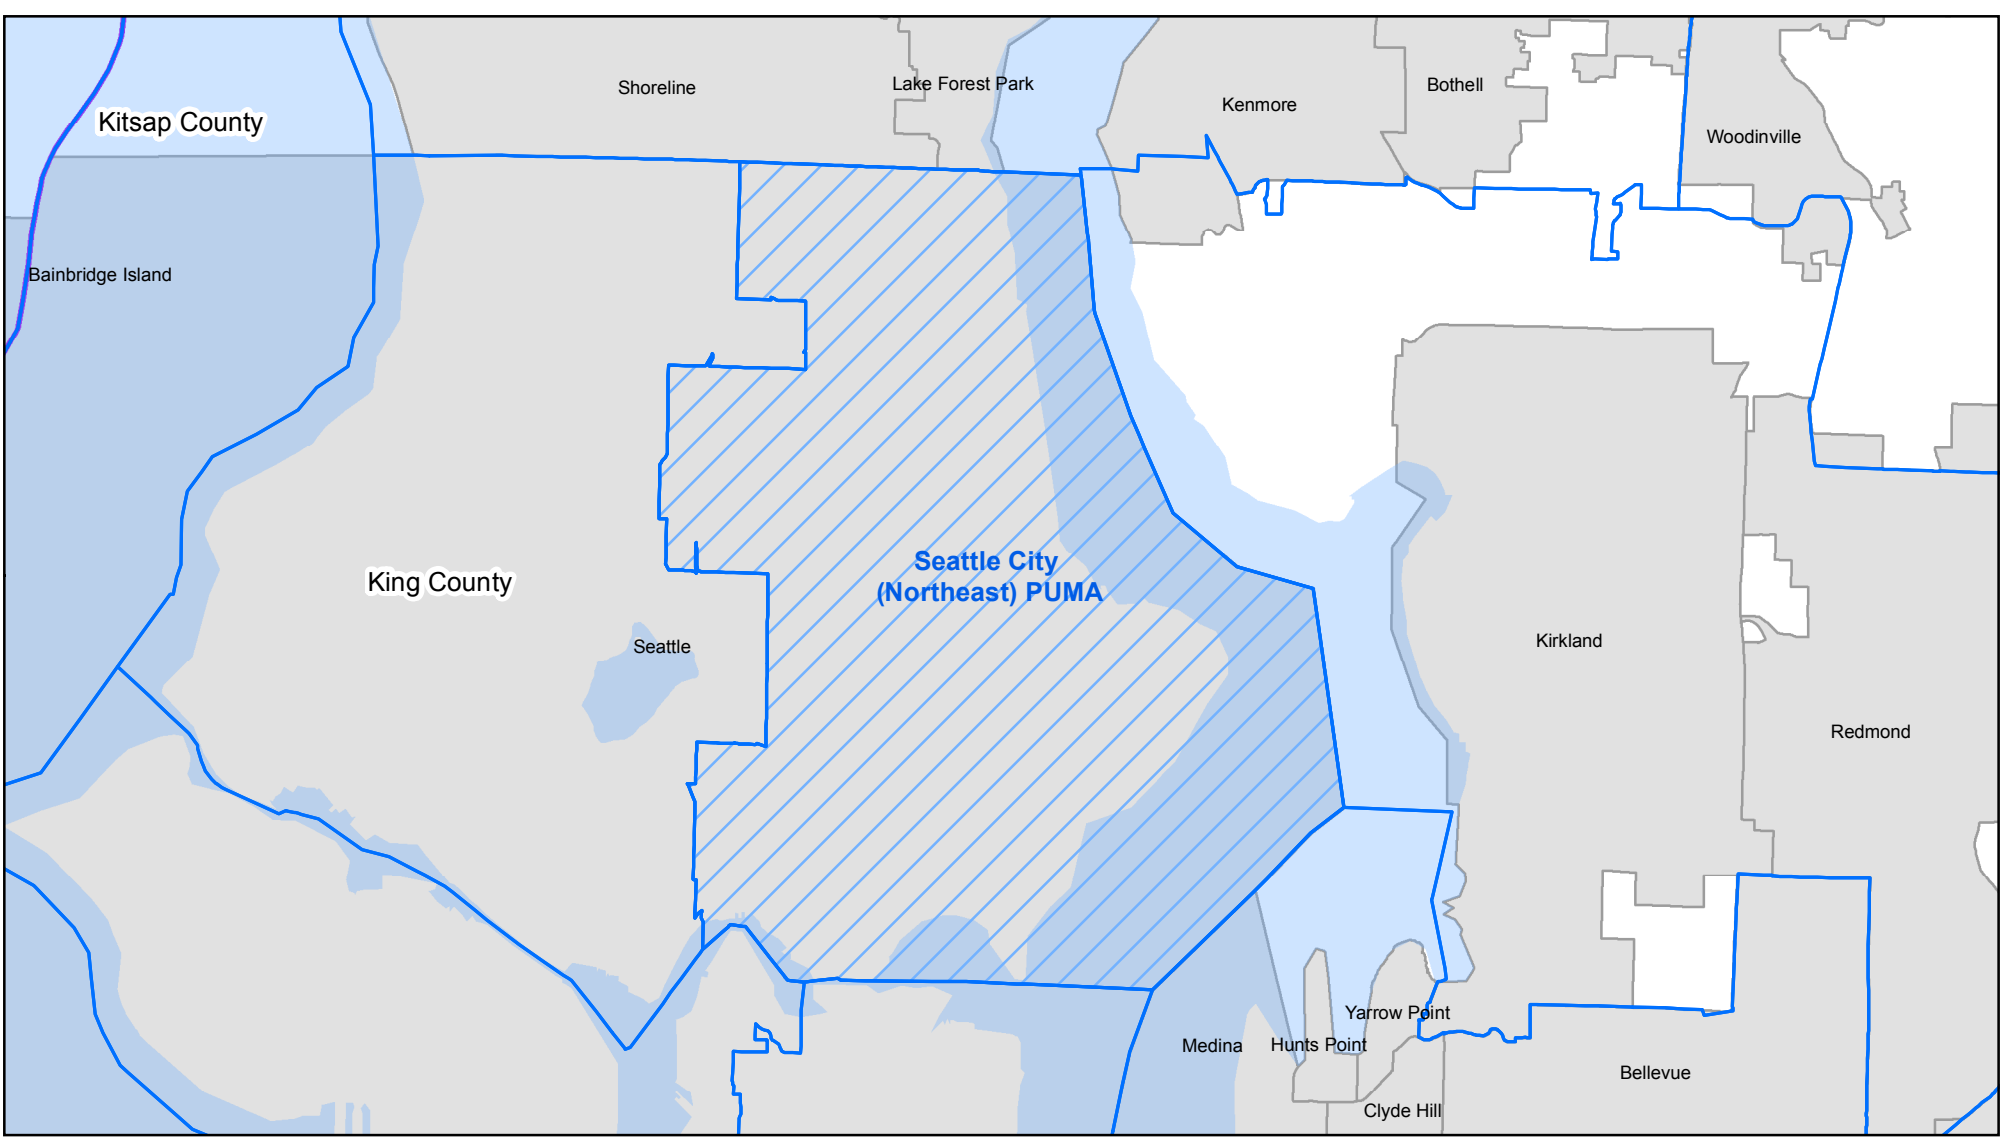 Shoreline
Lake Forest Park
Kenmore
Bothell
Kitsap County
Woodinville
Bainbridge Island
Seattle City
(Northeast) PUMA
King County
Seattle
Kirkland
Redmond
Yarrow Point
Medina
Hunts Point
Bellevue
Clyde Hill